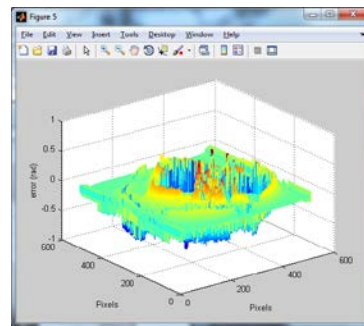 Figure 5
File Edit View Insert Tools Desktop Window Help
1
0.5
0
-0.5
-1
error (rad)
600
400
200
0
Pixels
0
200
400
600
Pixels